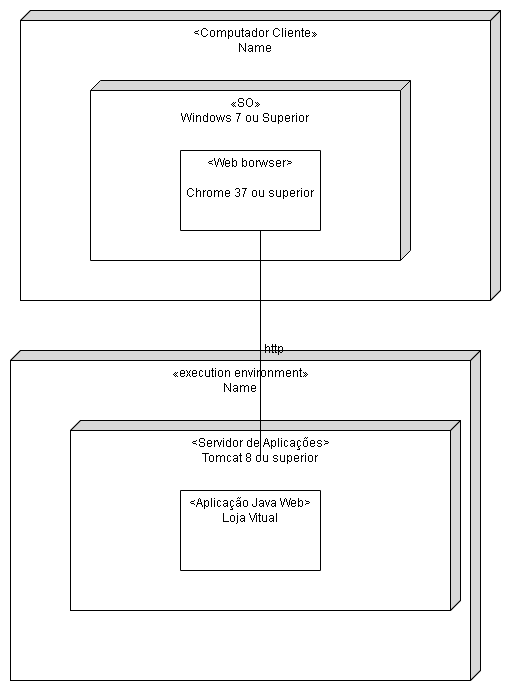 <Computador Cliente»
Name
«SO»
Windows 7 ou Superior
<Web borwser>
Chrome 37 ou superior
http
«execution environment»
Name
<Servidor de Aplicações>
Tomcat 8 ou superior
<Aplicação Java Web>
Loja Vitual